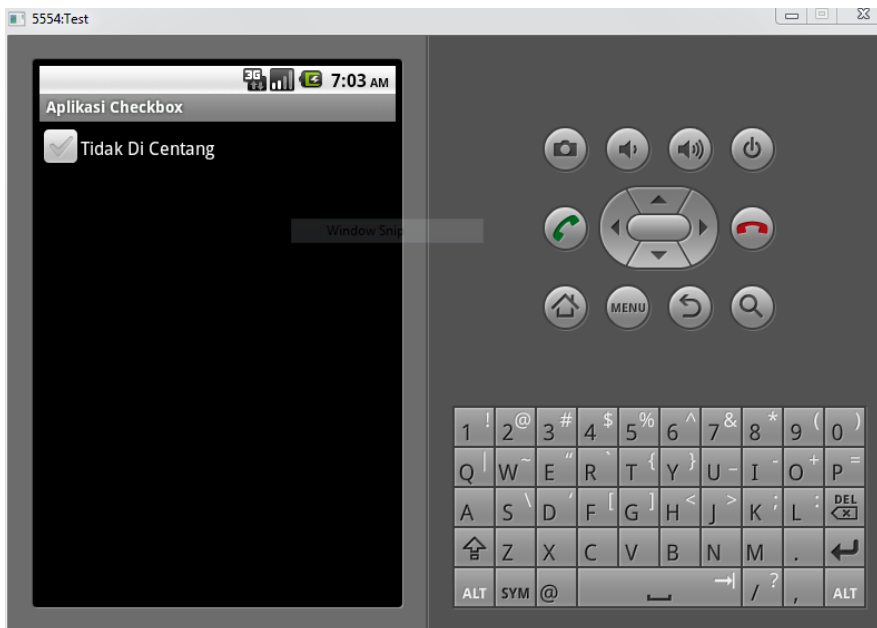 5554:Test
3G 7:03 AM
Aplikasi Checkbox
Tidak Di Centang
Window Snip
MENU
1 ! 2 @ 3 # 4 $ 5 % 6 ^ 7 & 8 * 9 ( 0 )
Q | W ~ E “ R ` T { Y } U - I - O + P =
A S \ D ‘ F [ G ] H < J > K ; L : DEL
Z X C V B N M .
ALT SYM @ / ? , ALT